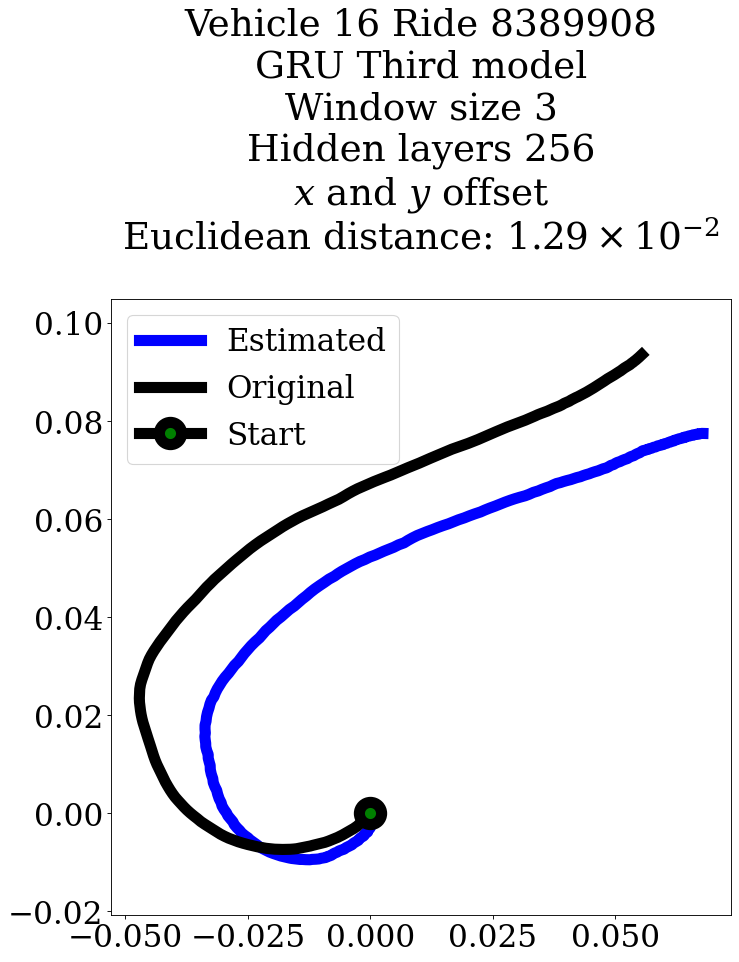 Vehicle 16 Ride 8389908
GRU Third model
Window size 3
Hidden layers 256
x and y offset
Euclidean distance: 1.29 × 10⁻²
Estimated
Original
Start
0.10
0.08
0.06
0.04
0.02
0.00
−0.02
−0.050 −0.025 0.000 0.025 0.050